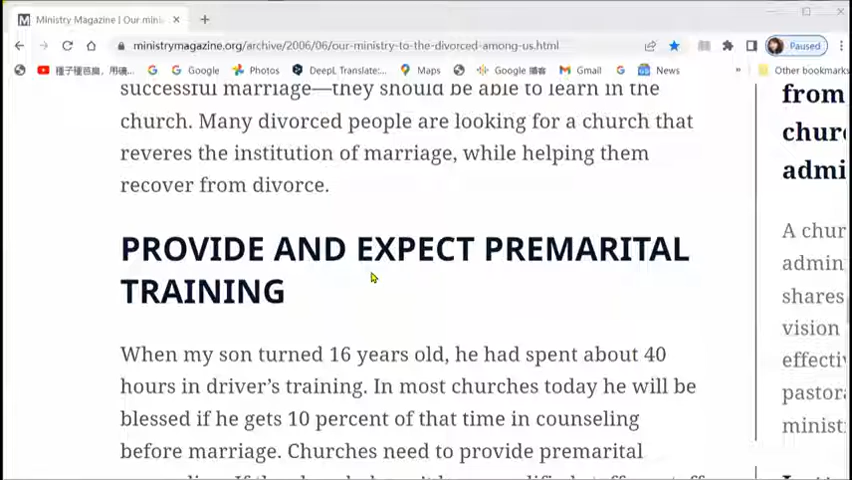 Ministry Magazine | Our minis
Paused
ministrymagazine.org/archive/2006/06/our-ministry-to-the-divorced-among-us.html
Google
Photos
DeepL Translate:...
Maps
Google 播客
Gmail
News
Other bookmarks
successful marriage—they should be able to learn in the
church. Many divorced people are looking for a church that
reveres the institution of marriage, while helping them
recover from divorce.
PROVIDE AND EXPECT PREMARITAL
TRAINING
When my son turned 16 years old, he had spent about 40
hours in driver's training. In most churches today he will be
blessed if he gets 10 percent of that time in counseling
before marriage. Churches need to provide premarital
from
chur
admi
A chur
admin
shares
vision
effecti
pastor
minist